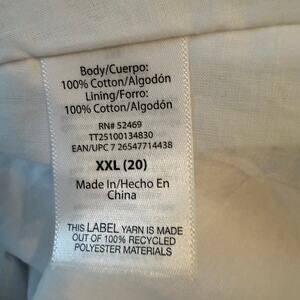 Body/Cuerpo:
100% Cotton/Algodón
Lining/Forro:
100% Cotton/Algodón
RN# 52469
TT25100134830
EAN/UPC 7 26547714438
XXL (20)
Made In/Hecho En
China
THIS LABEL YARN IS MADE
OUT OF 100% RECYCLED
POLYESTER MATERIALS